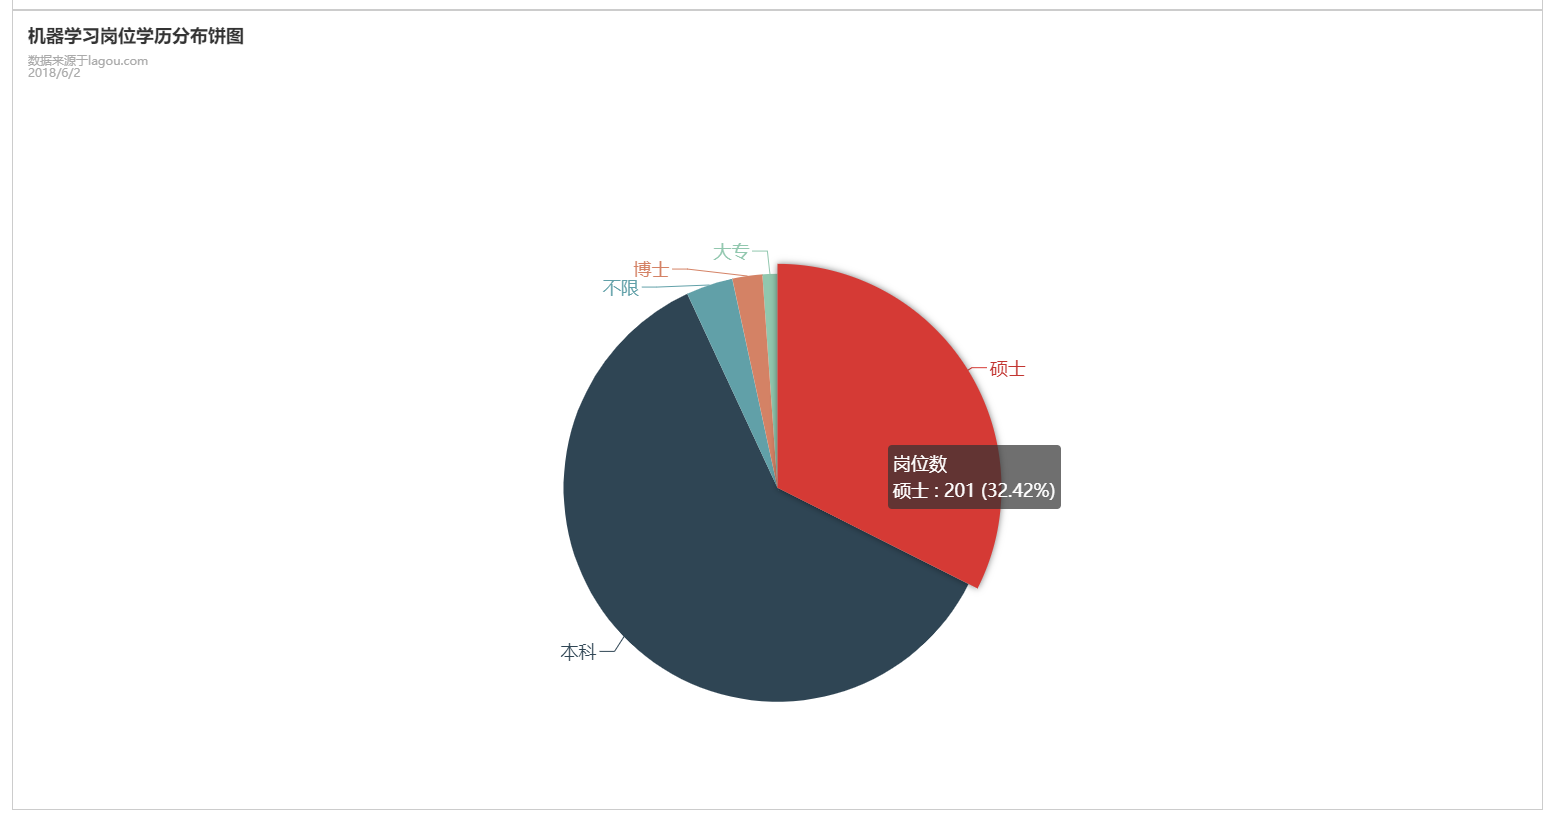 机器学习岗位学历分布饼图
数据来源于lagou.com
2018/6/2
大专
博士
不限
硕士
岗位数
硕士 : 201 (32.42%)
本科